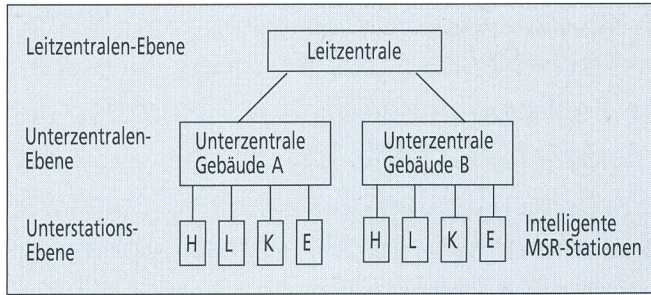 Leitzentralen-Ebene
Leitzentrale
Unterzentralen-
Ebene
Unterzentrale
Gebäude A
Unterzentrale
Gebäude B
Unterstations-
Ebene
H L K E
H L K E
Intelligente
MSR-Stationen